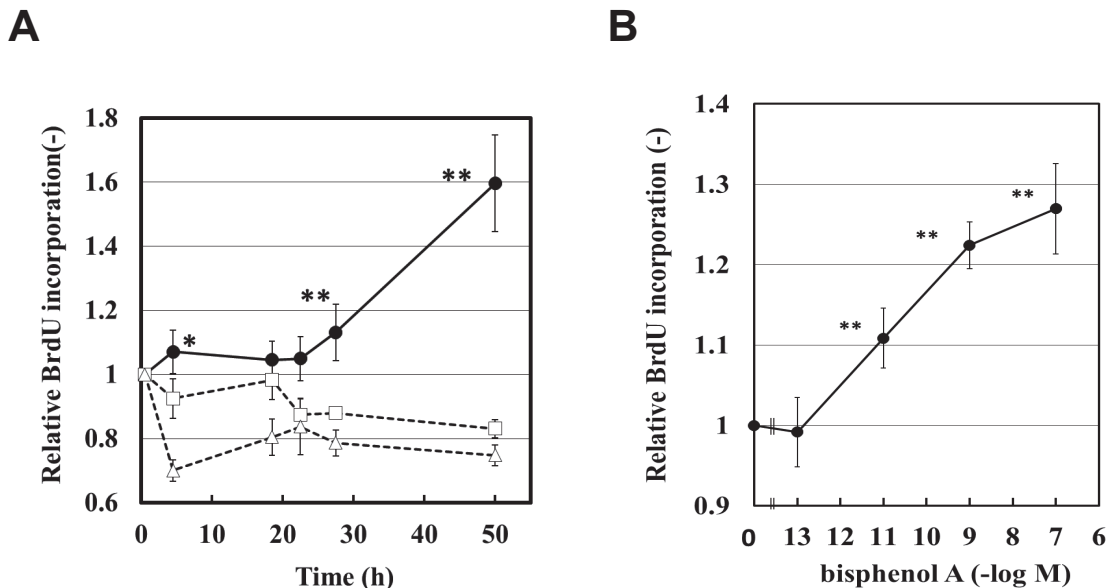 A
Relative BrdU incorporation(-)
1.8
1.6
1.4
1.2
1
0.8
0.6
*
**
**
0 10 20 30 40 50
Time (h)
B
Relative BrdU incorporation (-)
1.4
1.3
1.2
1.1
1
0.9
**
**
**
0 13 12 11 10 9 8 7 6
bisphenol A (-log M)